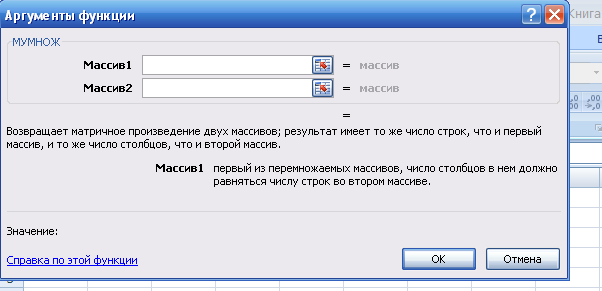 Аргументы функции
Книга
МУМНОЖ
Массив1 = массив
Массив2 = массив
=
Возвращает матричное произведение двух массивов; результат имеет то же число строк, что и первый
массив, и то же число столбцов, что и второй массив.
Массив1 первый из перемножаемых массивов, число столбцов в нем должно
равняться числу строк во втором массиве.
Значение:
Справка по этой функции
ОК
Отмена